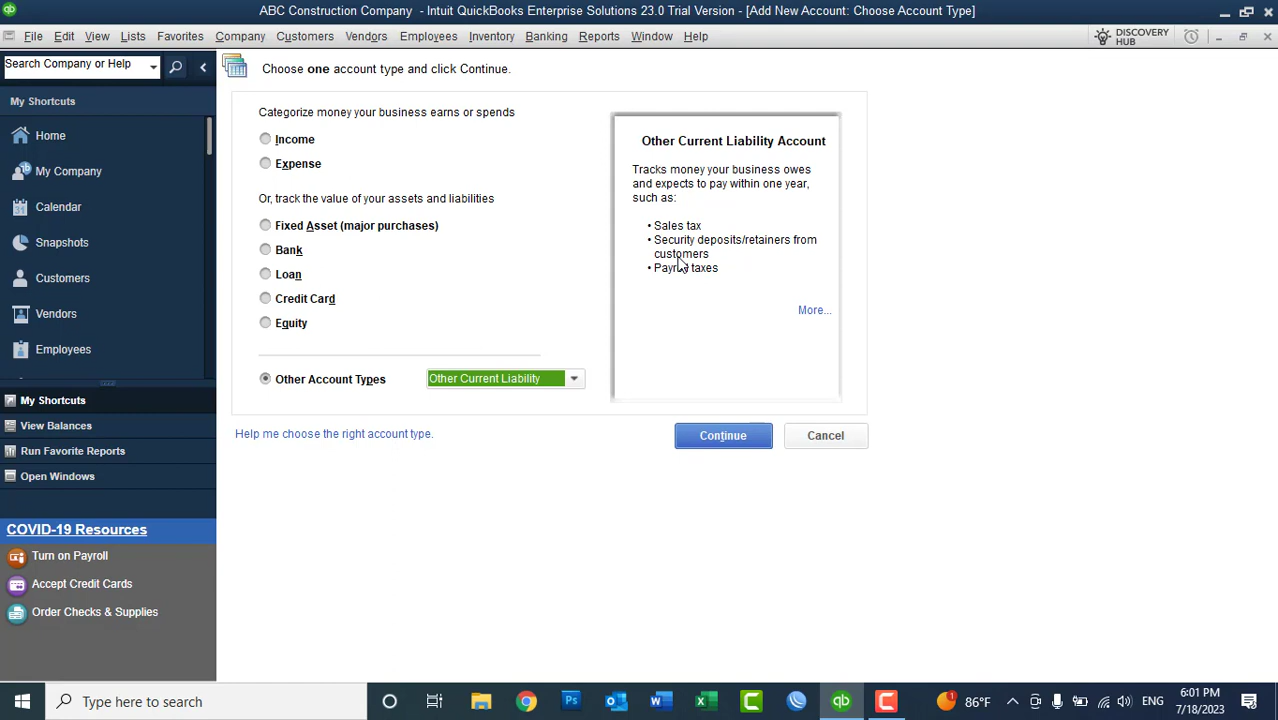 ABC Construction Company - Intuit QuickBooks Enterprise Solutions 23.0 Trial Version - [Add New Account: Choose Account Type]
File Edit View Lists Favorites Company Customers Vendors Employees Inventory Banking Reports Window Help
DISCOVERY
HUB
Search Company or Help
Choose one account type and click Continue.
My Shortcuts
Home
My Company
Calendar
Snapshots
Customers
Vendors
Employees
My Shortcuts
View Balances
Run Favorite Reports
Open Windows
COVID-19 Resources
Turn on Payroll
Accept Credit Cards
Order Checks & Supplies
Categorize money your business earns or spends
Income
Expense
Or, track the value of your assets and liabilities
Fixed Asset (major purchases)
Bank
Loan
Credit Card
Equity
Other Account Types
Other Current Liability
Other Current Liability Account
Tracks money your business owes
and expects to pay within one year,
such as:
• Sales tax
• Security deposits/retainers from
customers
• Payroll taxes
More...
Help me choose the right account type.
Continue
Cancel
Type here to search
86°F
ENG
6:01 PM
7/18/2023